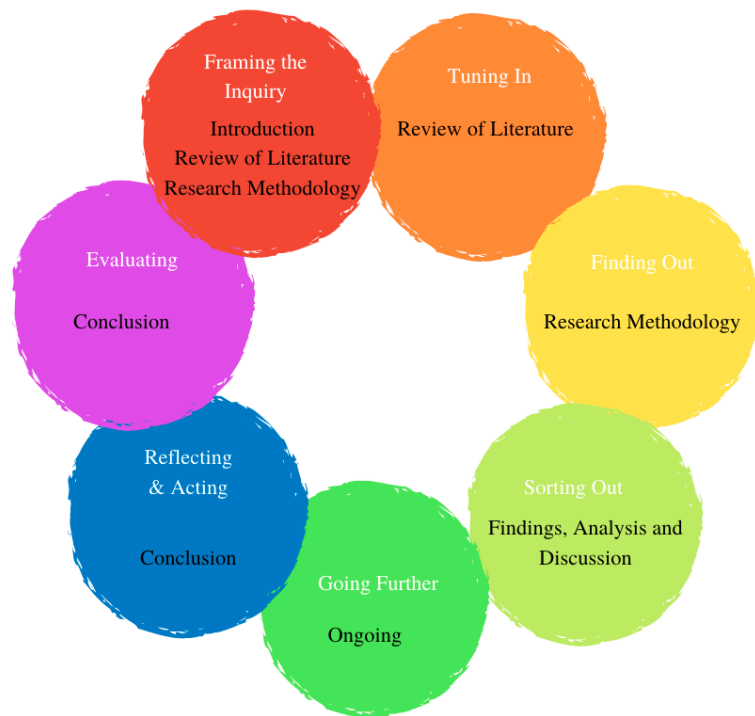 Framing the
Inquiry
Introduction
Review of Literature
Research Methodology
Tuning In
Review of Literature
Finding Out
Research Methodology
Sorting Out
Findings, Analysis and
Discussion
Going Further
Ongoing
Reflecting
& Acting
Conclusion
Evaluating
Conclusion